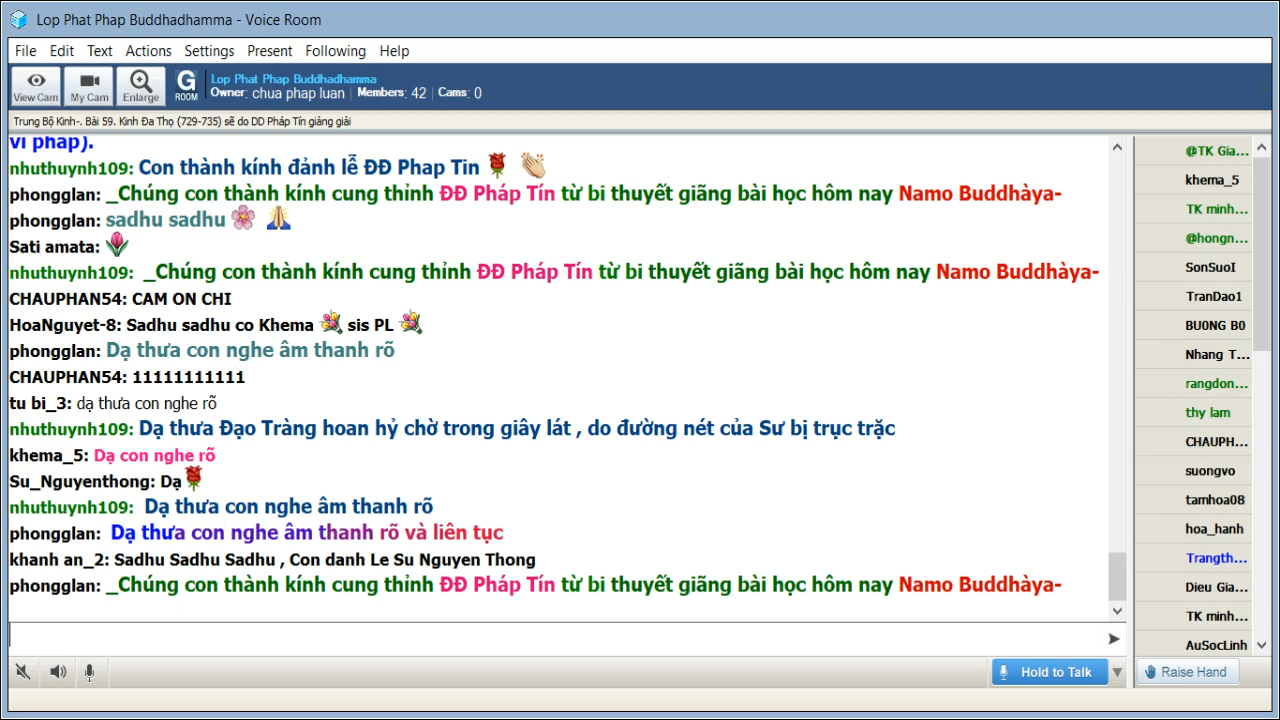 Lop Phat Phap Buddhadhamma - Voice Room
File Edit Text Actions Settings Present Following Help
View Cam My Cam Enlarge G ROOM
Lop Phat Phap Buddhadhamma
Owner: chua phap luan Members: 42 Cams: 0
Trung Bộ Kinh-. Bài 59. Kinh Đa Thọ (729-735) sẽ do DD Pháp Tín giảng giải
vi pháp).
nhuthuynh109: Con thành kính đảnh lễ ĐĐ Phap Tin
phongglan: _Chúng con thành kính cung thỉnh ĐĐ Pháp Tín từ bi thuyết giãng bài học hôm nay Namo Buddhàya-
phongglan: sadhu sadhu
Sati amata:
nhuthuynh109: _Chúng con thành kính cung thỉnh ĐĐ Pháp Tín từ bi thuyết giãng bài học hôm nay Namo Buddhàya-
CHAUPHAN54: CAM ON CHI
HoaNguyet-8: Sadhu sadhu co Khema sis PL
phongglan: Dạ thưa con nghe âm thanh rõ
CHAUPHAN54: 11111111111
tu bi_3: dạ thưa con nghe rõ
nhuthuynh109: Dạ thưa Đạo Tràng hoan hỷ chờ trong giây lát , do đường nét của Sư bị trục trặc
khema_5: Dạ con nghe rõ
Su_Nguyenthong: Dạ
nhuthuynh109: Dạ thưa con nghe âm thanh rõ
phongglan: Dạ thưa con nghe âm thanh rõ và liên tục
khanh an_2: Sadhu Sadhu Sadhu , Con danh Le Su Nguyen Thong
phongglan: _Chúng con thành kính cung thỉnh ĐĐ Pháp Tín từ bi thuyết giãng bài học hôm nay Namo Buddhàya-
Hold to Talk
@TK Gia...
khema_5
TK minh...
@hongn...
SonSuoI
TranDao1
BU0NG B0
Nhang T...
rangdon...
thy lam
CHAUPH...
suongvo
tamhoa08
hoa_hanh
Trangth...
Dieu Gia...
TK minh...
AuSocLinh
Raise Hand